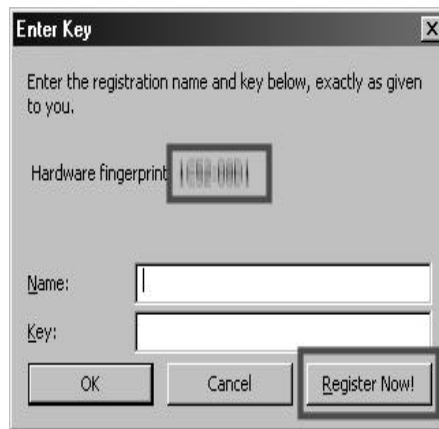 Enter Key
Enter the registration name and key below, exactly as given
to you.
Hardware fingerprint
Name:
Key:
OK Cancel Register Now!